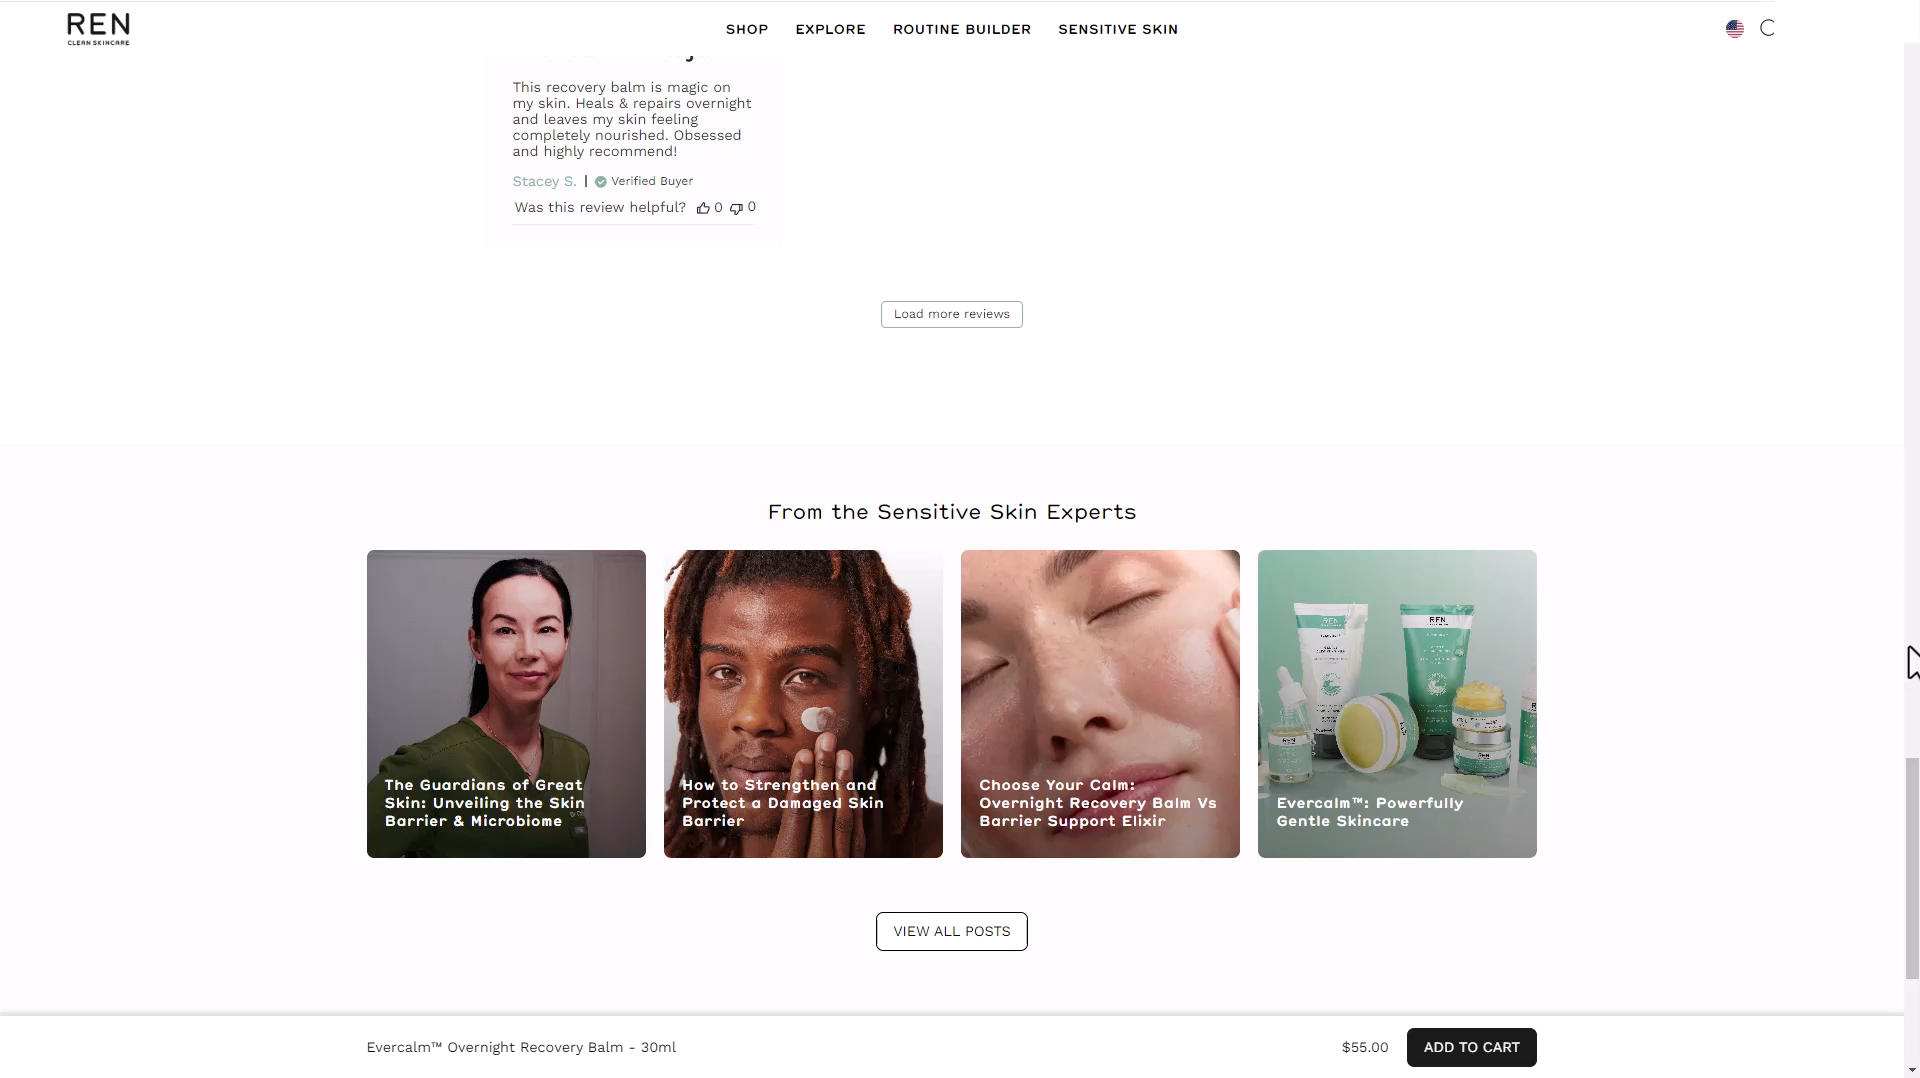 REN
CLEAN SKINCARE
SHOP
EXPLORE
ROUTINE BUILDER
SENSITIVE SKIN
This recovery balm is magic on
my skin. Heals & repairs overnight
and leaves my skin feeling
completely nourished. Obsessed
and highly recommend!
Stacey S. | Verified Buyer
Was this review helpful? 0 0
Load more reviews
From the Sensitive Skin Experts
The Guardians of Great
Skin: Unveiling the Skin
Barrier & Microbiome
How to Strengthen and
Protect a Damaged Skin
Barrier
Choose Your Calm:
Overnight Recovery Balm Vs
Barrier Support Elixir
REN
REN
Evercalm™: Powerfully
Gentle Skincare
VIEW ALL POSTS
Evercalm™ Overnight Recovery Balm - 30ml
$55.00
ADD TO CART